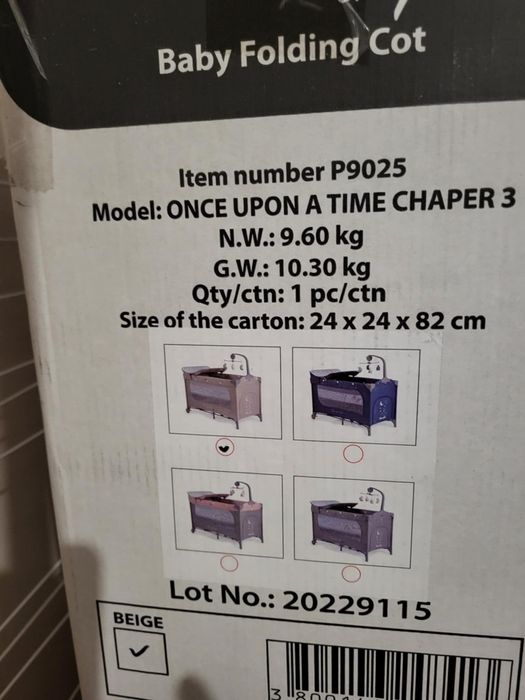 Baby Folding Cot
Item number P9025
Model: ONCE UPON A TIME CHAPER 3
N.W.: 9.60 kg
G.W.: 10.30 kg
Qty/ctn: 1 pc/ctn
Size of the carton: 24 x 24 x 82 cm
Lot No.: 20229115
BEIGE